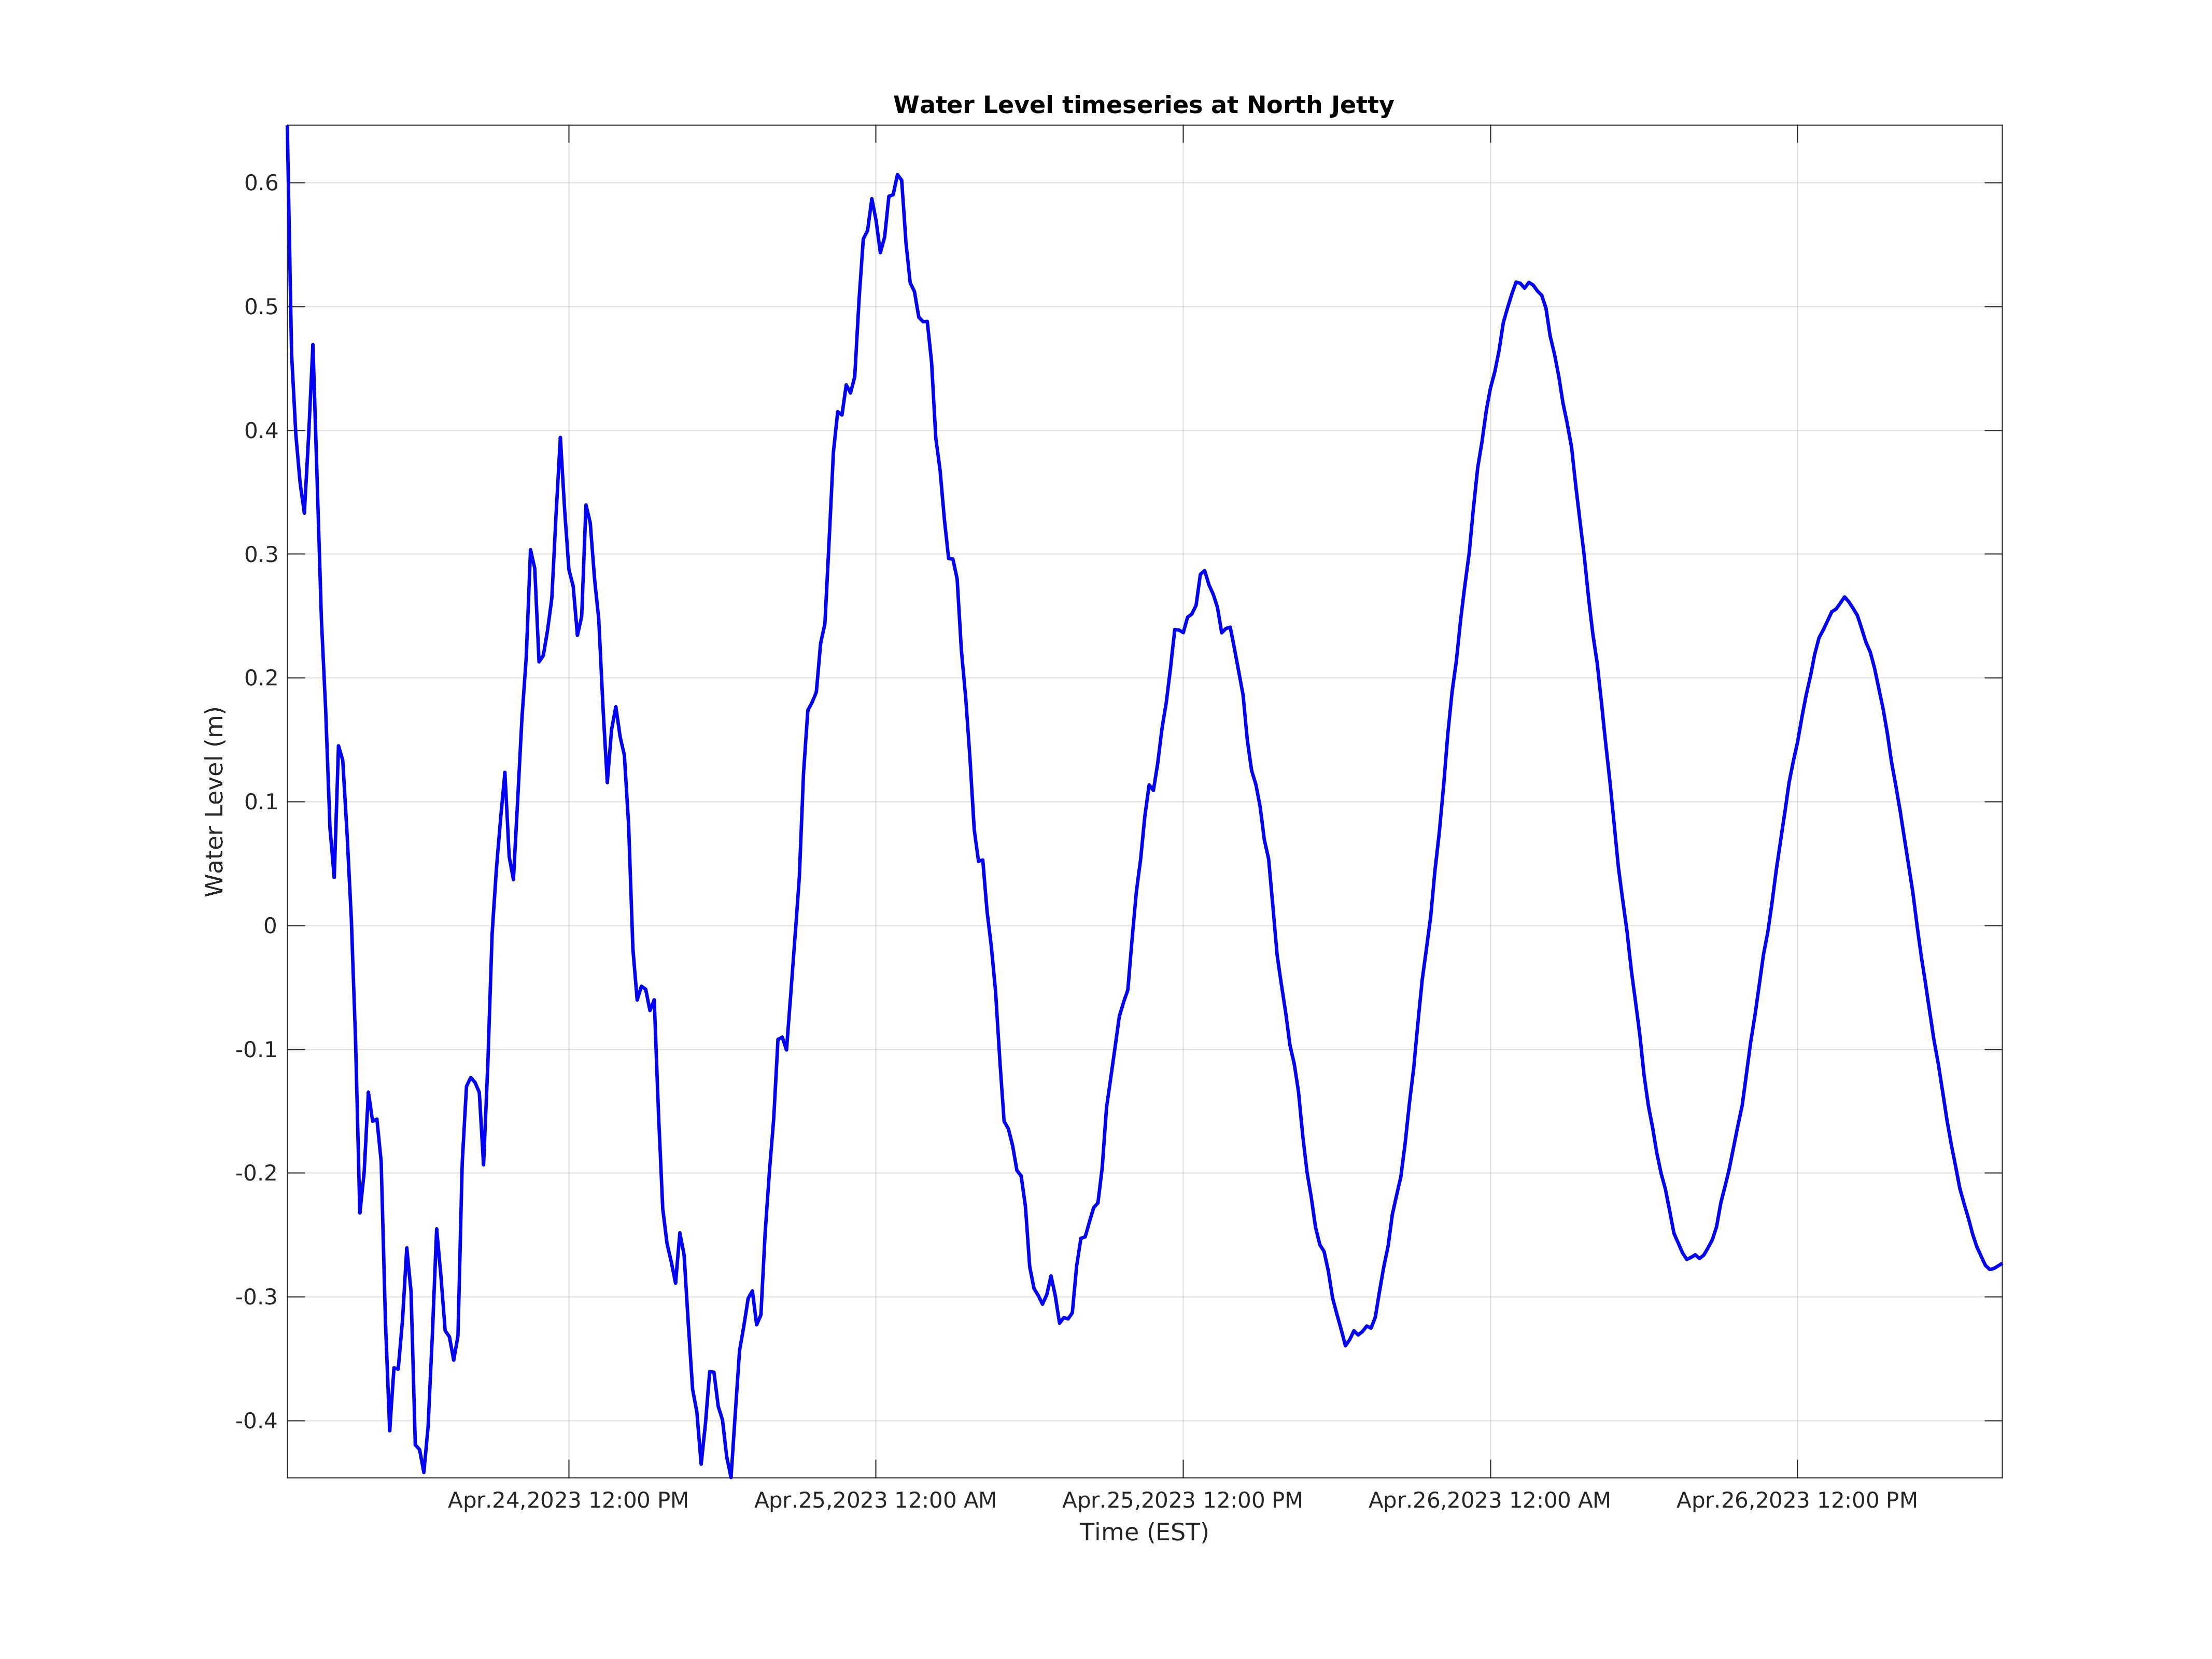 Water Level timeseries at North Jetty
0.6
0.5
0.4
0.3
0.2
0.1
0
-0.1
-0.2
-0.3
-0.4
Water Level (m)
Apr.24,2023 12:00 PM
Apr.25,2023 12:00 AM
Apr.25,2023 12:00 PM
Apr.26,2023 12:00 AM
Apr.26,2023 12:00 PM
Time (EST)